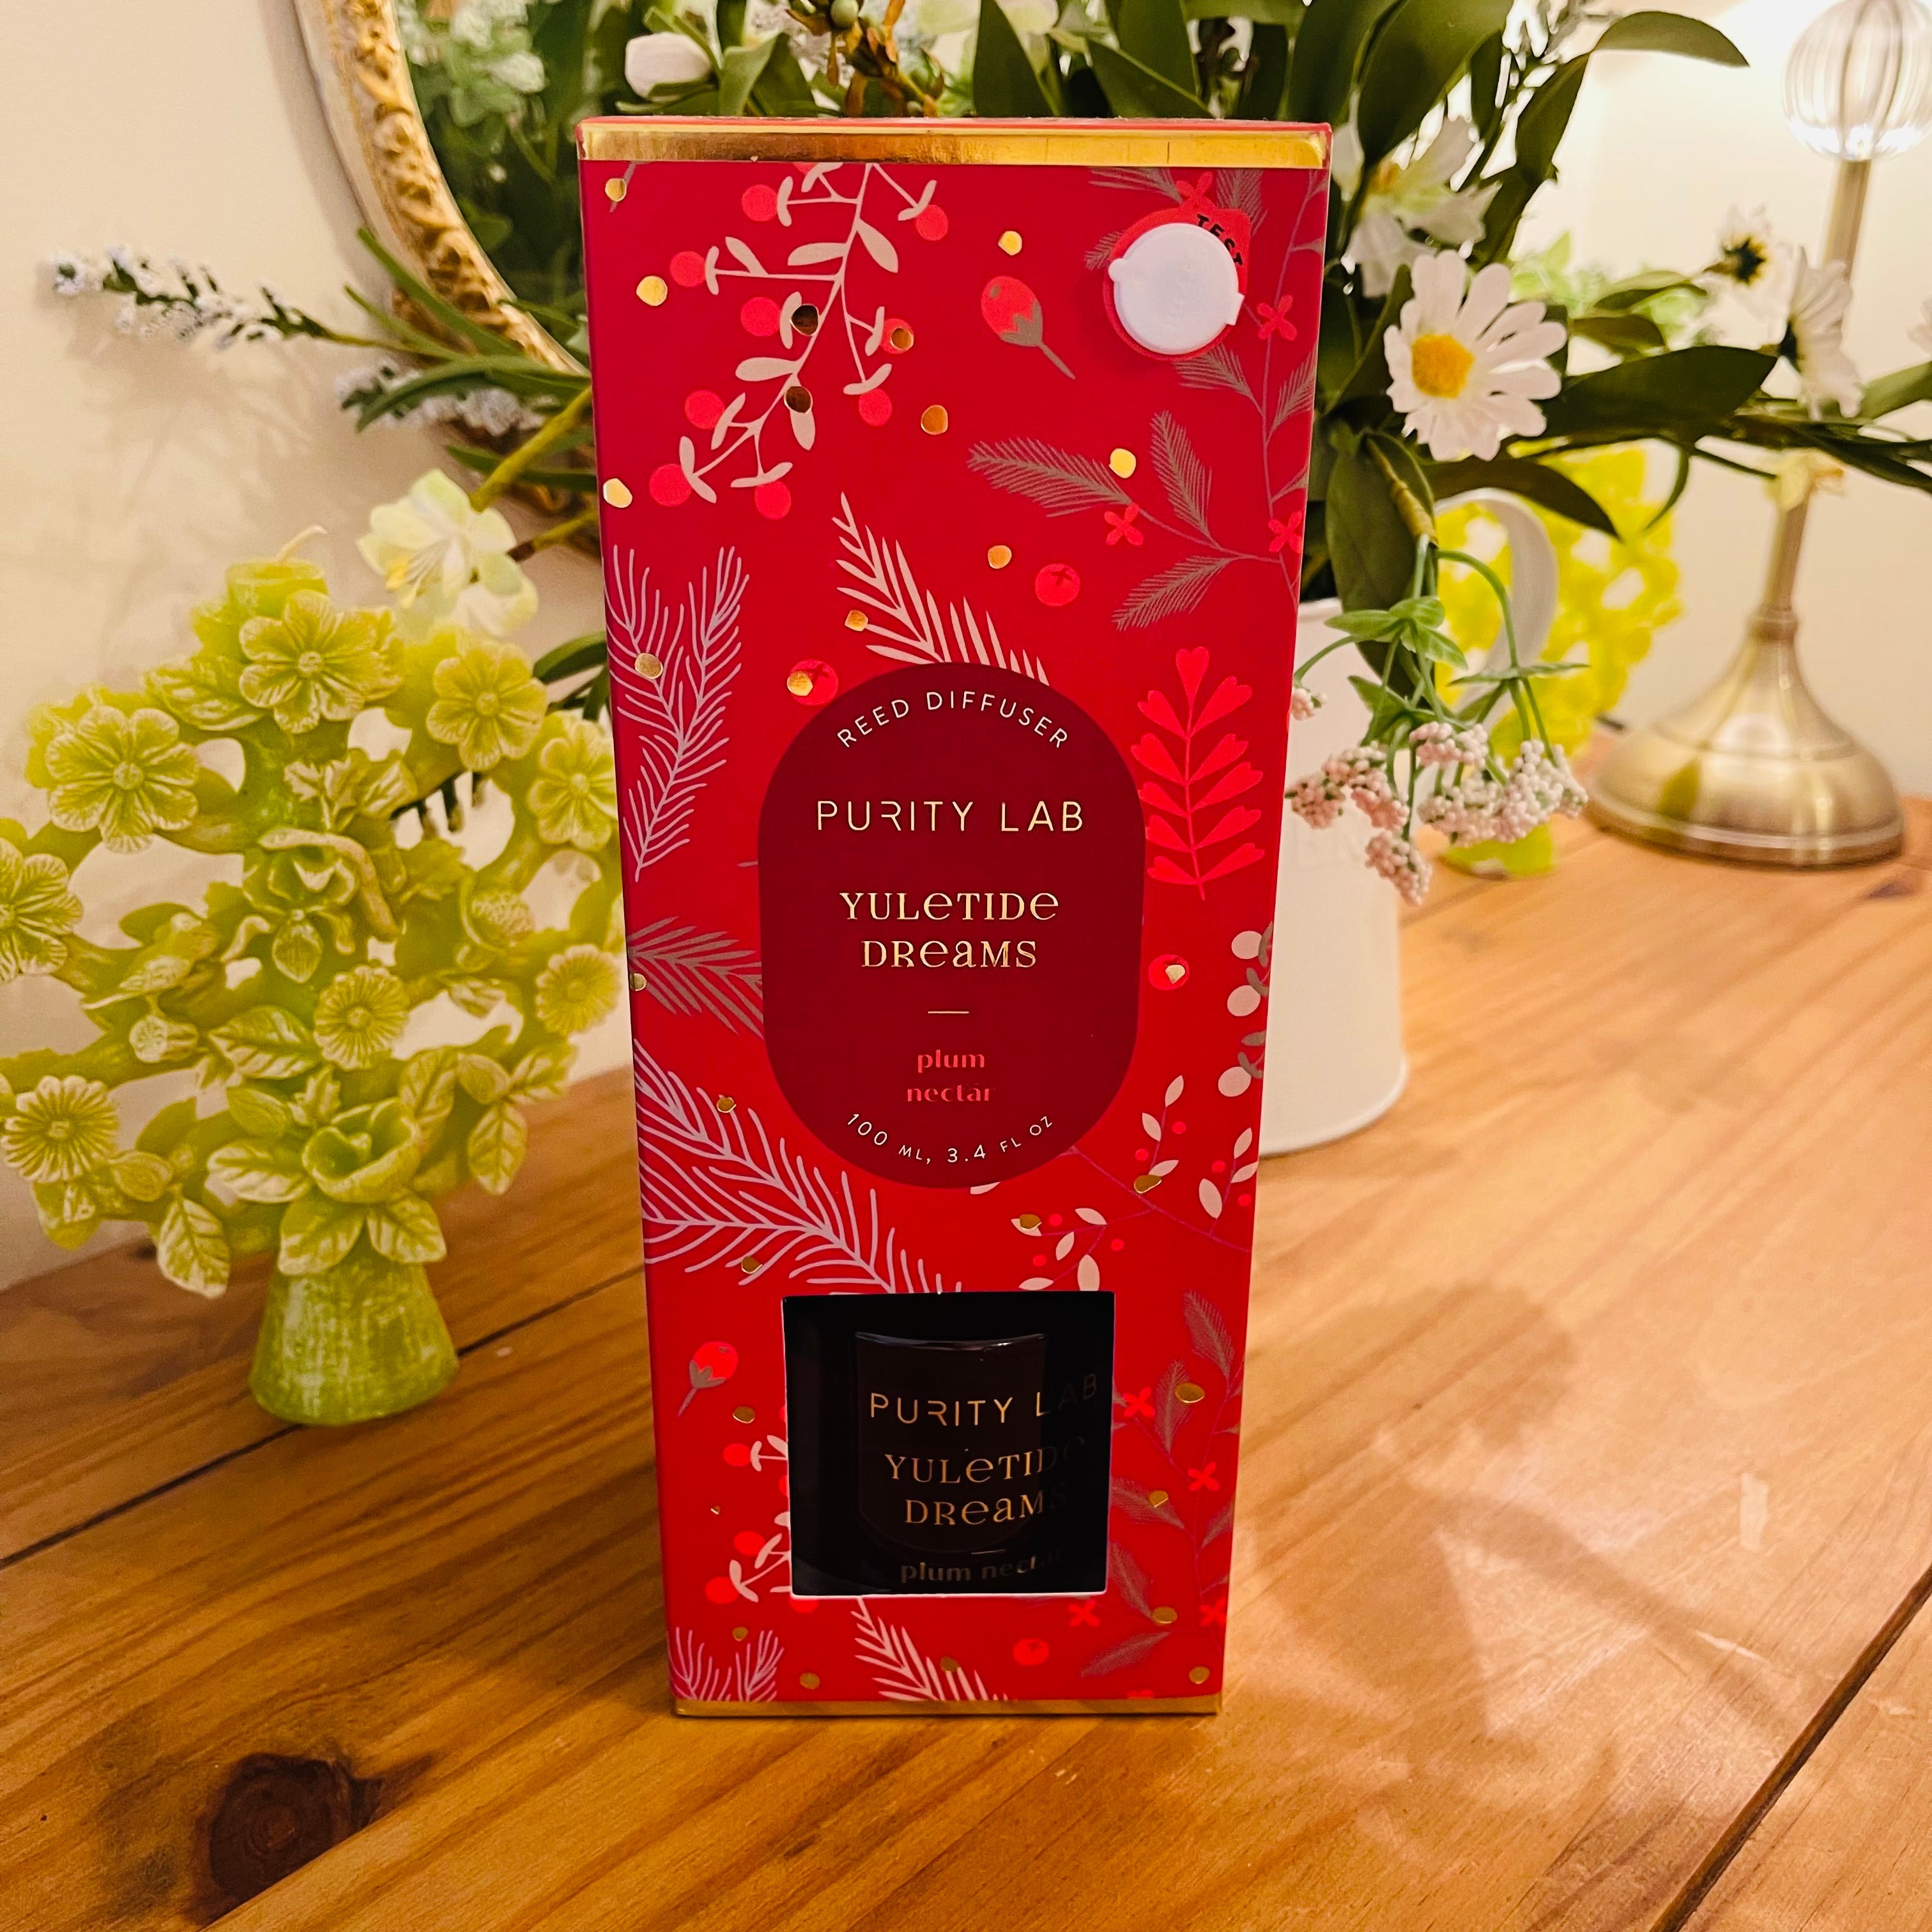 TEST
REED DIFFUSER
PURITY LAB
YULETIDE
DREAMS
plum
nectar
100 ML, 3.4 FL OZ
PURITY LAB
YULETIDE
DREAMS
plum nectar